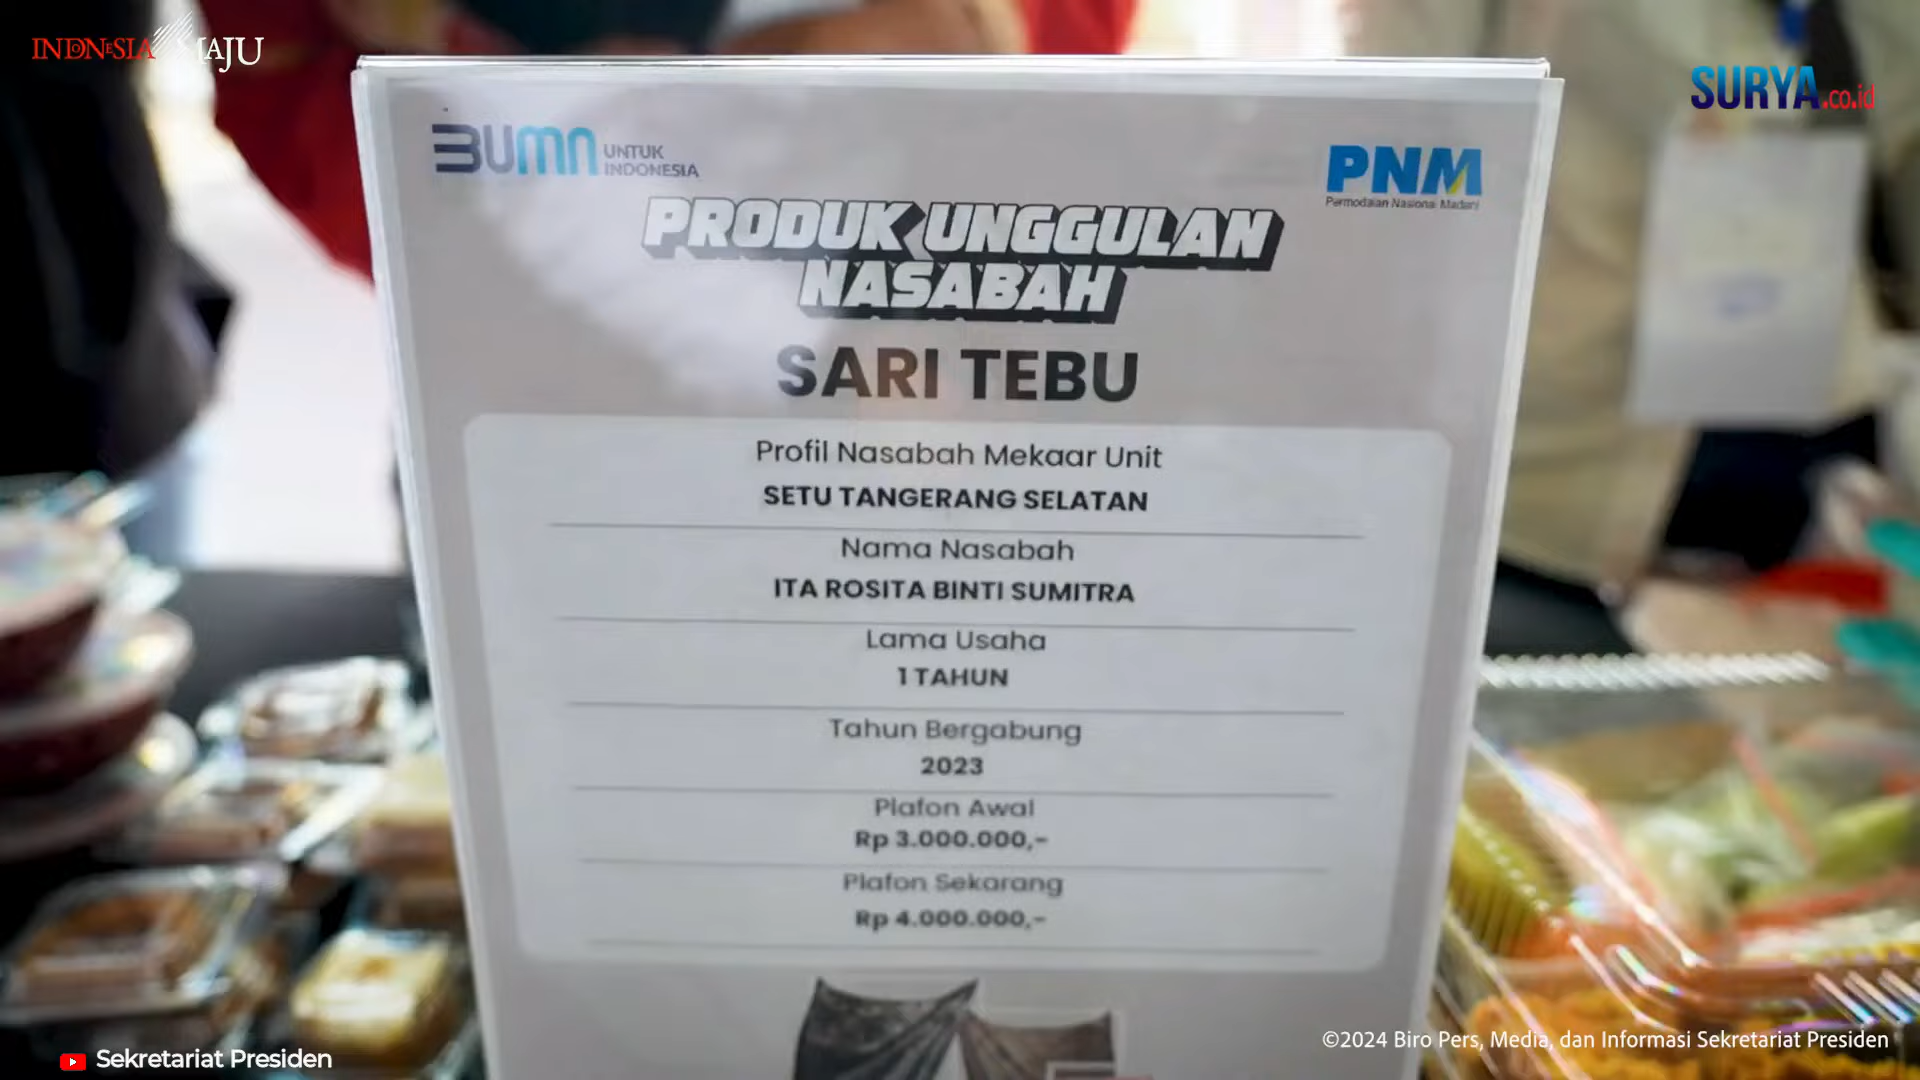 INDONESIA MAJU
SURYA.co.id
BUMN UNTUK INDONESIA
PNM
Permodalan Nasional Madani
PRODUK UNGGULAN
NASABAH
SARI TEBU
Profil Nasabah Mekaar Unit
SETU TANGERANG SELATAN
Nama Nasabah
ITA ROSITA BINTI SUMITRA
Lama Usaha
1 TAHUN
Tahun Bergabung
2023
Plafon Awal
Rp 3.000.000,-
Plafon Sekarang
Rp 4.000.000,-
©2024 Biro Pers, Media, dan Informasi Sekretariat Presiden
Sekretariat Presiden